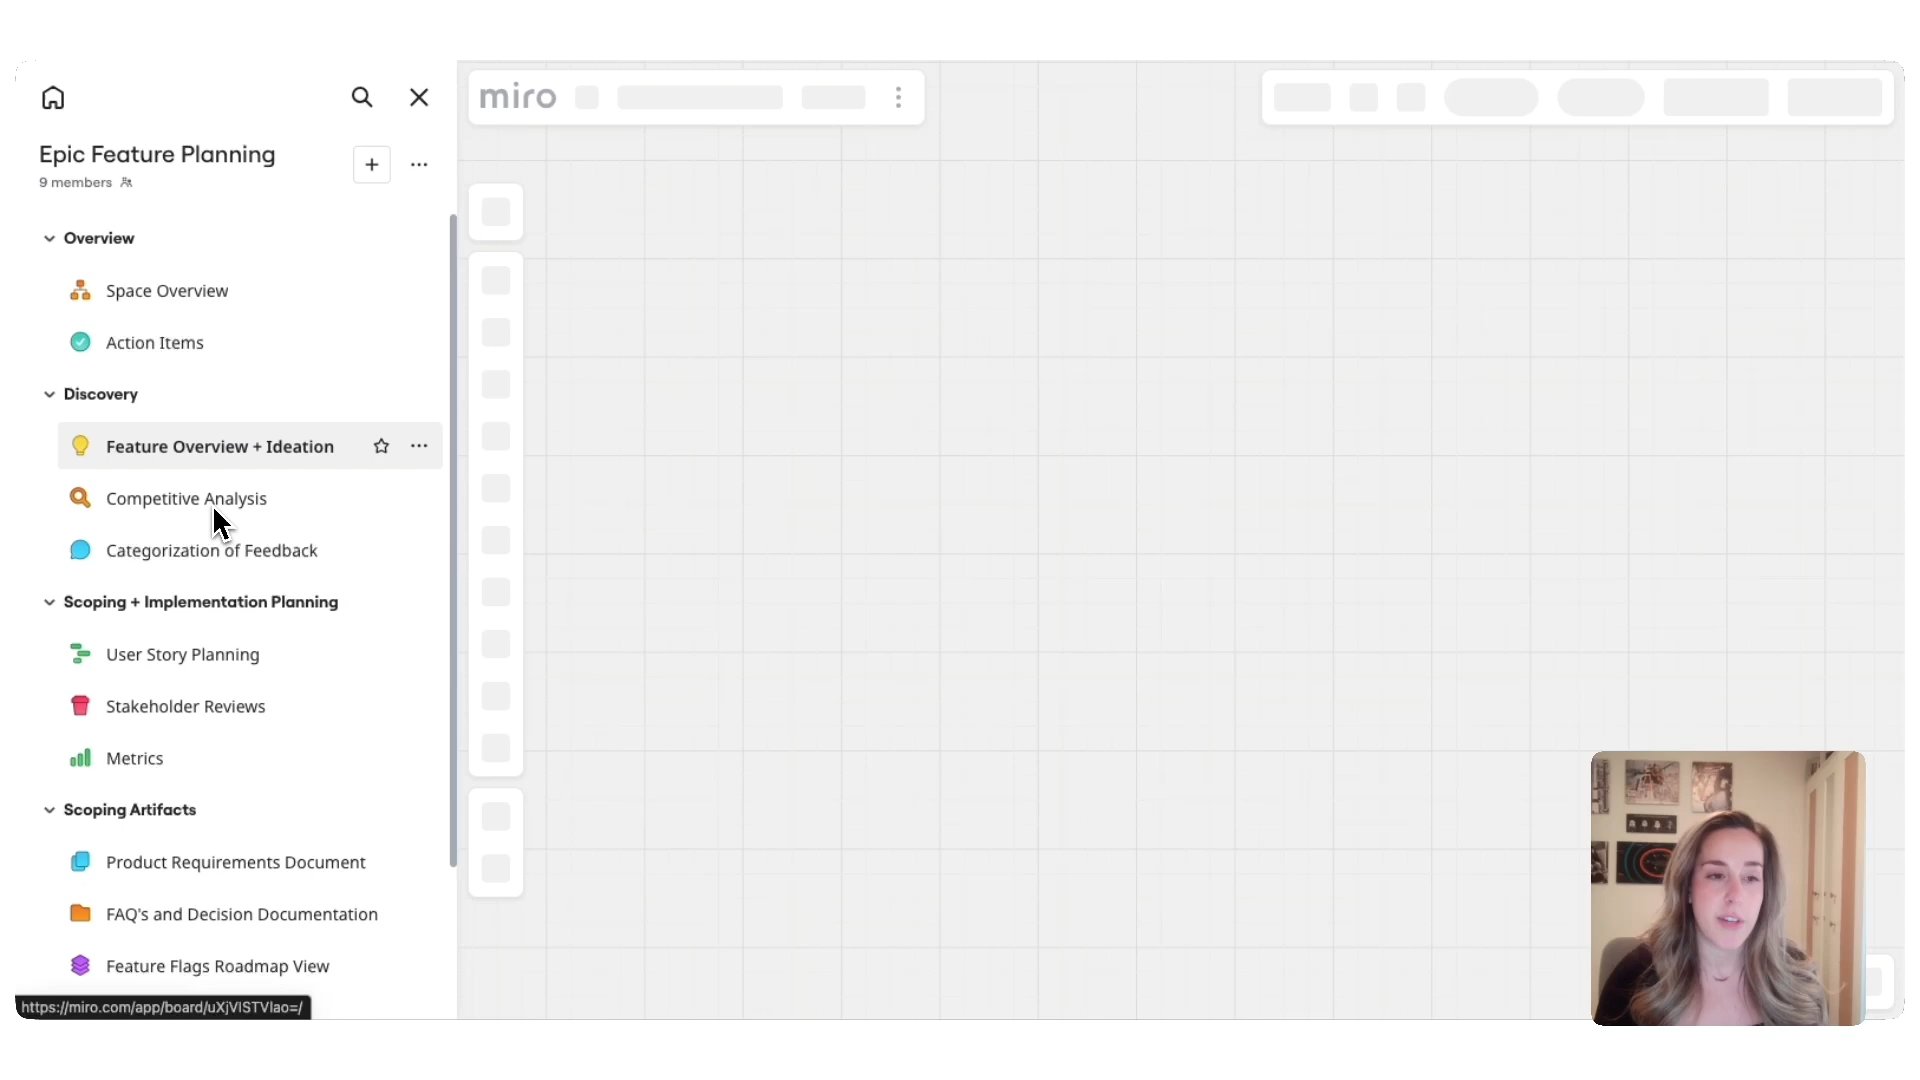 miro
Epic Feature Planning
9 members
Overview
Space Overview
Action Items
Discovery
Feature Overview + Ideation
Competitive Analysis
Categorization of Feedback
Scoping + Implementation Planning
User Story Planning
Stakeholder Reviews
Metrics
Scoping Artifacts
Product Requirements Document
FAQ's and Decision Documentation
Feature Flags Roadmap View
https://miro.com/app/board/uXjVISTVIao=/